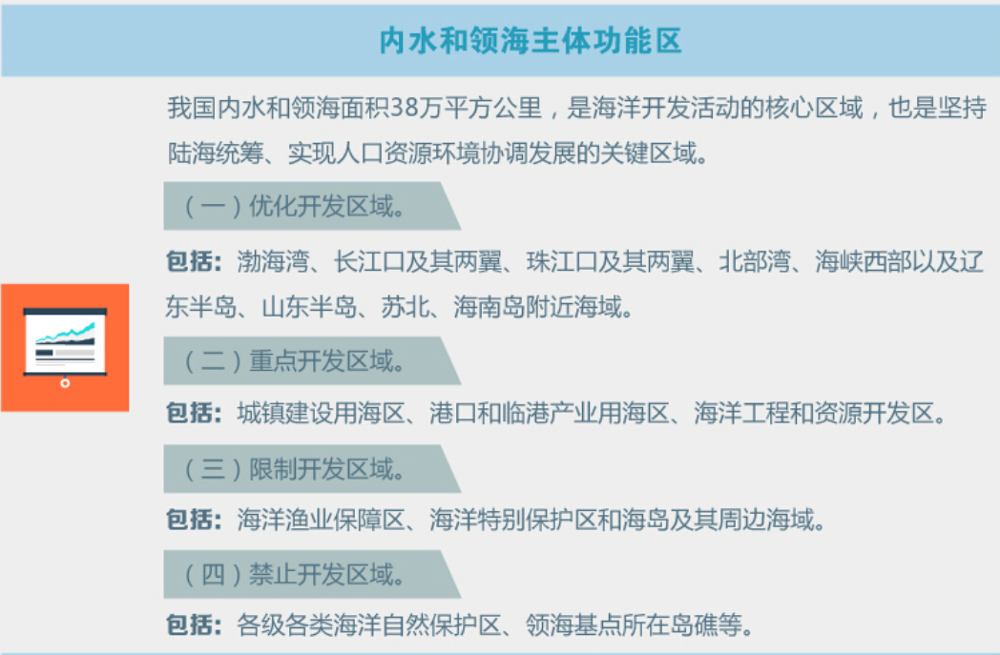 内水和领海主体功能区
我国内水和领海面积38万平方公里，是海洋开发活动的核心区域，也是坚持
陆海统筹、实现人口资源环境协调发展的关键区域。
（一）优化开发区域。
包括：渤海湾、长江口及其两翼、珠江口及其两翼、北部湾、海峡西部以及辽
东半岛、山东半岛、苏北、海南岛附近海域。
（二）重点开发区域。
包括：城镇建设用海区、港口和临港产业用海区、海洋工程和资源开发区。
（三）限制开发区域。
包括：海洋渔业保障区、海洋特别保护区和海岛及其周边海域。
（四）禁止开发区域。
包括：各级各类海洋自然保护区、领海基点所在岛礁等。